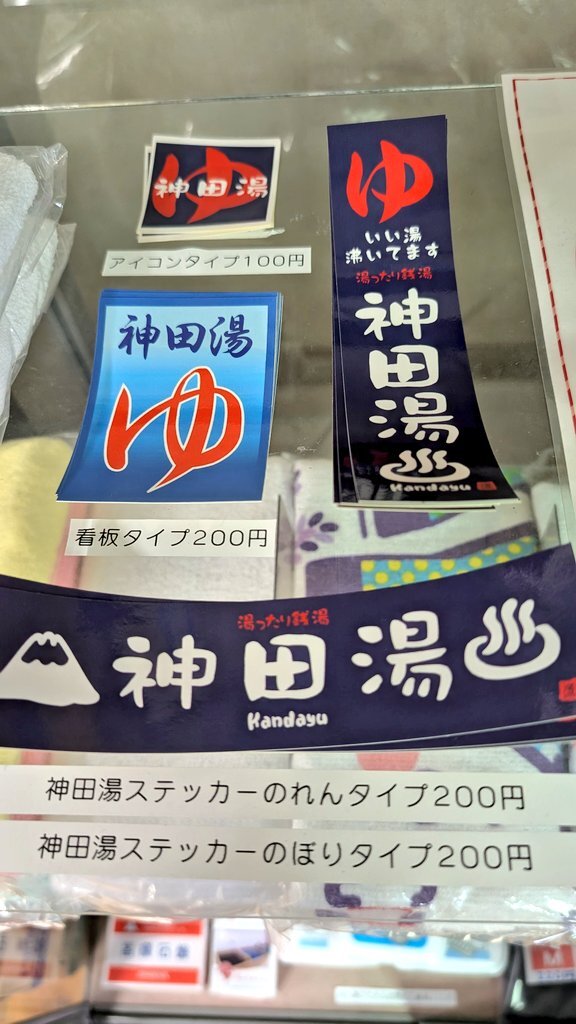 ゆ
神田湯
アイコンタイプ100円
神田湯
ゆ
看板タイプ200円
ゆ
いい湯
沸いてます
湯ったり銭湯
神田湯
Kandayu
湯ったり銭湯
神田湯
Kandayu
神田湯ステッカーのれんタイプ200円
神田湯ステッカーのぼりタイプ200円
M